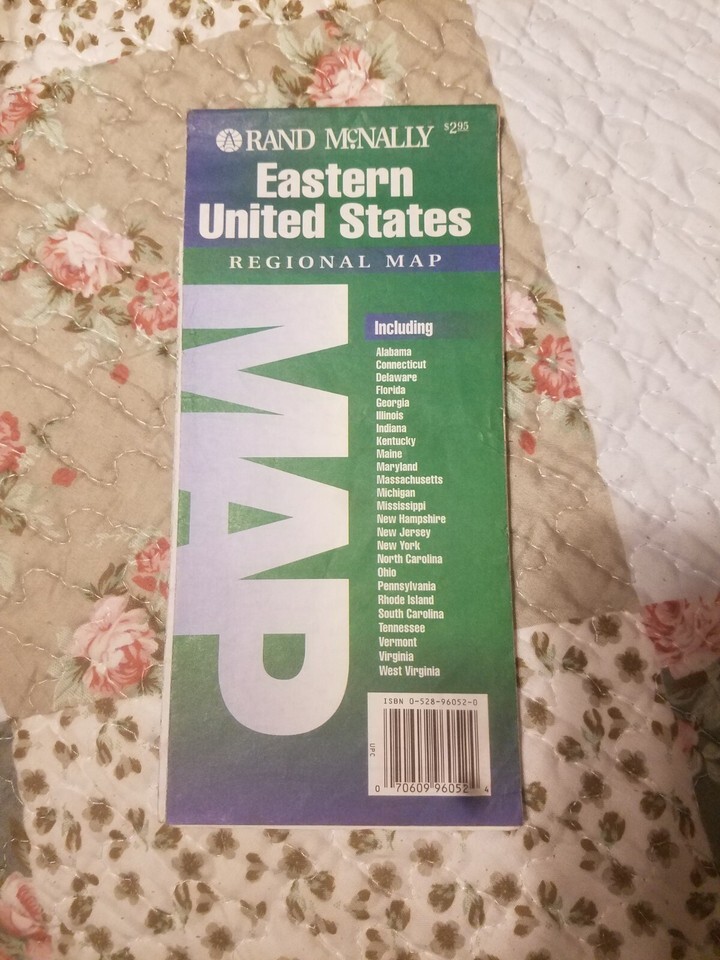 RAND McNALLY $2.95
Eastern
United States
REGIONAL MAP
MAP
Including
Alabama
Connecticut
Delaware
Florida
Georgia
Illinois
Indiana
Kentucky
Maine
Maryland
Massachusetts
Michigan
Mississippi
New Hampshire
New Jersey
New York
North Carolina
Ohio
Pennsylvania
Rhode Island
South Carolina
Tennessee
Vermont
Virginia
West Virginia
ISBN 0-528-96052-0
UPC
0 70609 96052 4